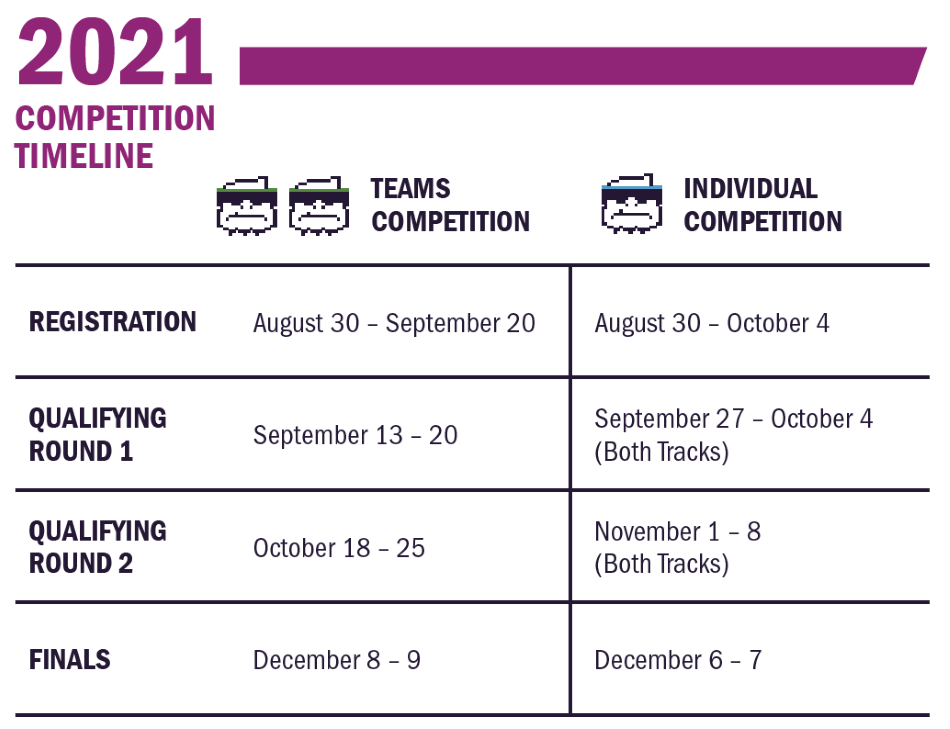 2021
COMPETITION
TIMELINE
TEAMS
COMPETITION
INDIVIDUAL
COMPETITION
REGISTRATION
August 30 – September 20
August 30 – October 4
QUALIFYING
ROUND 1
September 13 – 20
September 27 – October 4
(Both Tracks)
QUALIFYING
ROUND 2
October 18 – 25
November 1 – 8
(Both Tracks)
FINALS
December 8 – 9
December 6 – 7